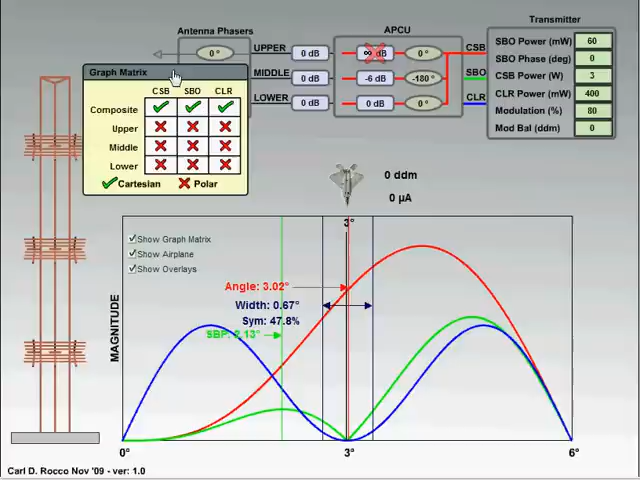 Antenna Phasers
APCU
Transmitter
0 °
UPPER
0 dB
∞ dB
0 °
CSB
MIDDLE
0 dB
-6 dB
-180 °
SBO
LOWER
0 dB
0 dB
0 °
CLR
SBO Power (mW) 60
SBO Phase (deg) 0
CSB Power (W) 3
CLR Power (mW) 400
Modulation (%) 80
Mod Bal (ddm) 0
Graph Matrix
CSB SBO CLR
Composite
Upper
Middle
Lower
Cartesian Polar
0 ddm
0 µA
3°
Show Graph Matrix
Show Airplane
Show Overlays
Angle: 3.02°
Width: 0.67°
Sym: 47.8%
SBP: 2.13°
MAGNITUDE
0° 3° 6°
Carl D. Rocco Nov '09 - ver: 1.0